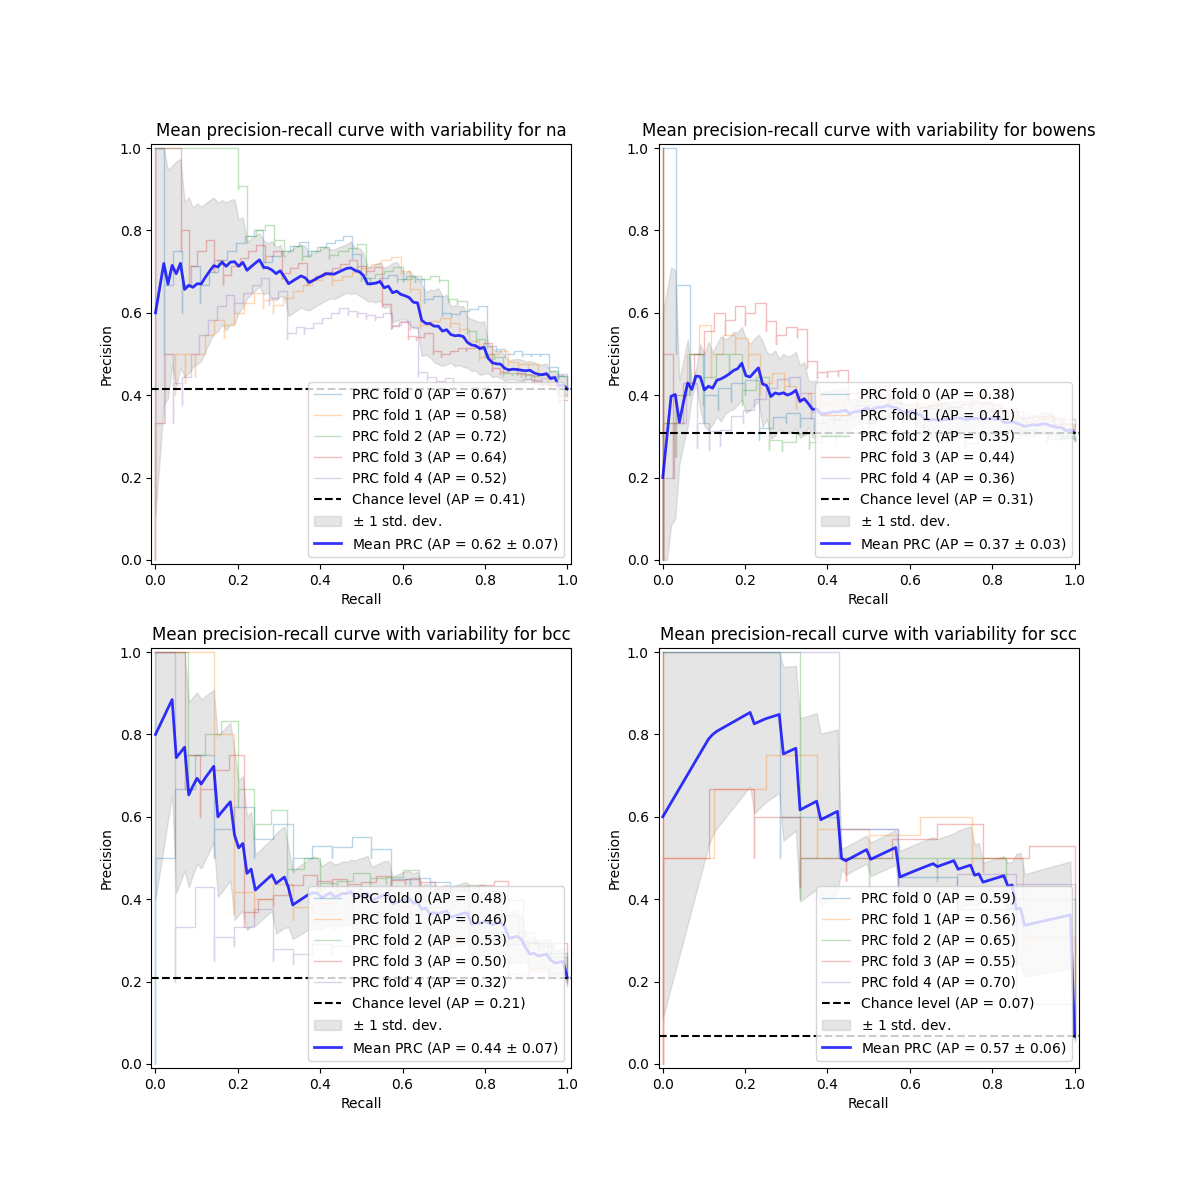 Mean precision-recall curve with variability for na
1.0
0.8
0.6
0.4
0.2
0.0
Precision
PRC fold 0 (AP = 0.67)
PRC fold 1 (AP = 0.58)
PRC fold 2 (AP = 0.72)
PRC fold 3 (AP = 0.64)
PRC fold 4 (AP = 0.52)
Chance level (AP = 0.41)
± 1 std. dev.
Mean PRC (AP = 0.62 ± 0.07)
0.0 0.2 0.4 0.6 0.8 1.0
Recall
Mean precision-recall curve with variability for bowens
1.0
0.8
0.6
0.4
0.2
0.0
Precision
PRC fold 0 (AP = 0.38)
PRC fold 1 (AP = 0.41)
PRC fold 2 (AP = 0.35)
PRC fold 3 (AP = 0.44)
PRC fold 4 (AP = 0.36)
Chance level (AP = 0.31)
± 1 std. dev.
Mean PRC (AP = 0.37 ± 0.03)
0.0 0.2 0.4 0.6 0.8 1.0
Recall
Mean precision-recall curve with variability for bcc
1.0
0.8
0.6
0.4
0.2
0.0
Precision
PRC fold 0 (AP = 0.48)
PRC fold 1 (AP = 0.46)
PRC fold 2 (AP = 0.53)
PRC fold 3 (AP = 0.50)
PRC fold 4 (AP = 0.32)
Chance level (AP = 0.21)
± 1 std. dev.
Mean PRC (AP = 0.44 ± 0.07)
0.0 0.2 0.4 0.6 0.8 1.0
Recall
Mean precision-recall curve with variability for scc
1.0
0.8
0.6
0.4
0.2
0.0
Precision
PRC fold 0 (AP = 0.59)
PRC fold 1 (AP = 0.56)
PRC fold 2 (AP = 0.65)
PRC fold 3 (AP = 0.55)
PRC fold 4 (AP = 0.70)
Chance level (AP = 0.07)
± 1 std. dev.
Mean PRC (AP = 0.57 ± 0.06)
0.0 0.2 0.4 0.6 0.8 1.0
Recall